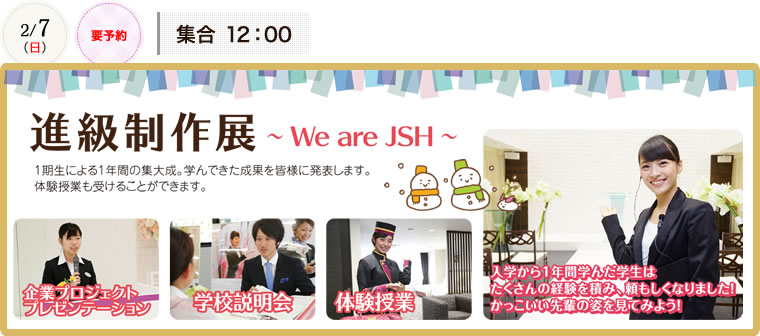 2/7
（日）
要予約
集合 12：00
進級制作展 ～ We are JSH ～
1期生による1年間の集大成。学んできた成果を皆様に発表します。
体験授業も受けることができます。
企業プロジェクト
プレゼンテーション
学校説明会
体験授業
入学から1年間学んだ学生は
たくさんの経験を積み、頼もしくなりました!
かっこいい先輩の姿を見てみよう!